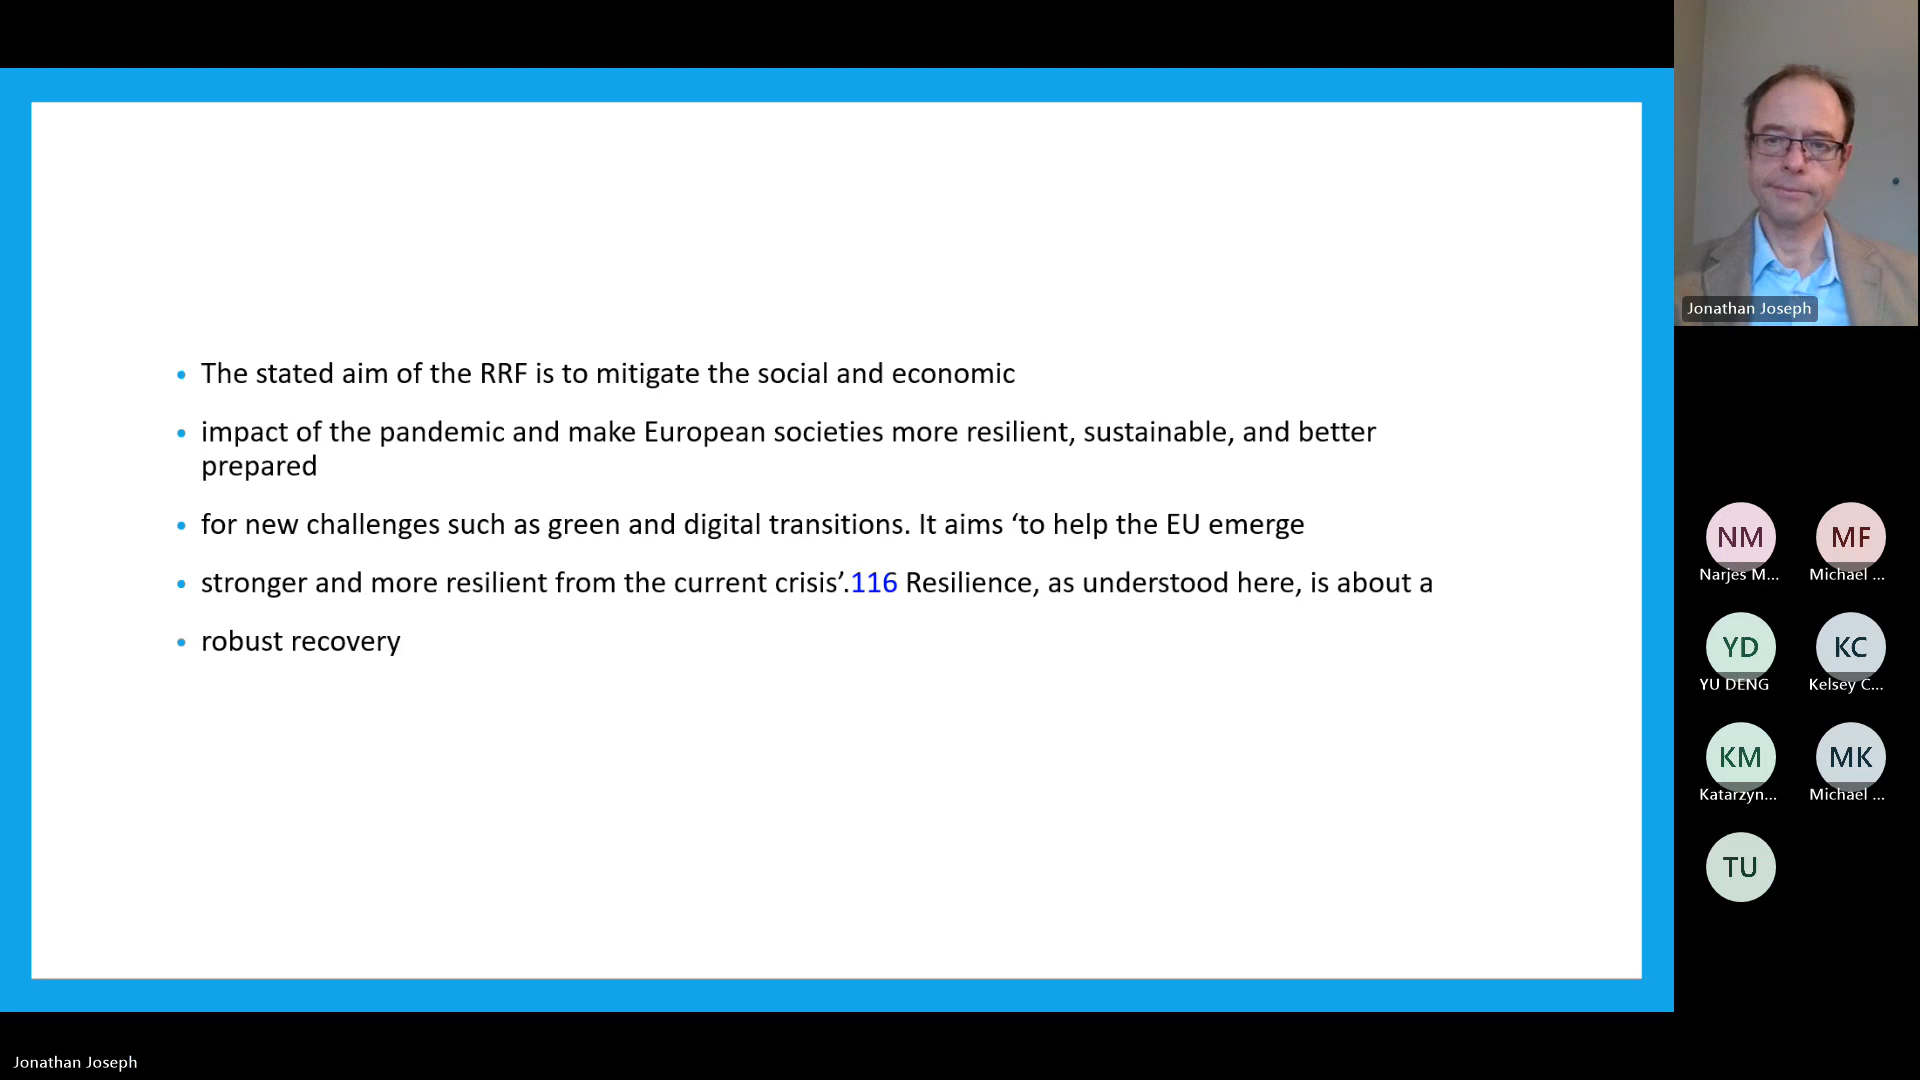 • The stated aim of the RRF is to mitigate the social and economic
• impact of the pandemic and make European societies more resilient, sustainable, and better
prepared
• for new challenges such as green and digital transitions. It aims ‘to help the EU emerge
• stronger and more resilient from the current crisis’.116 Resilience, as understood here, is about a
• robust recovery
Jonathan Joseph
NM
Narjes M...
MF
Michael ...
YD
YU DENG
KC
Kelsey C...
KM
Katarzyn...
MK
Michael ...
TU
Jonathan Joseph